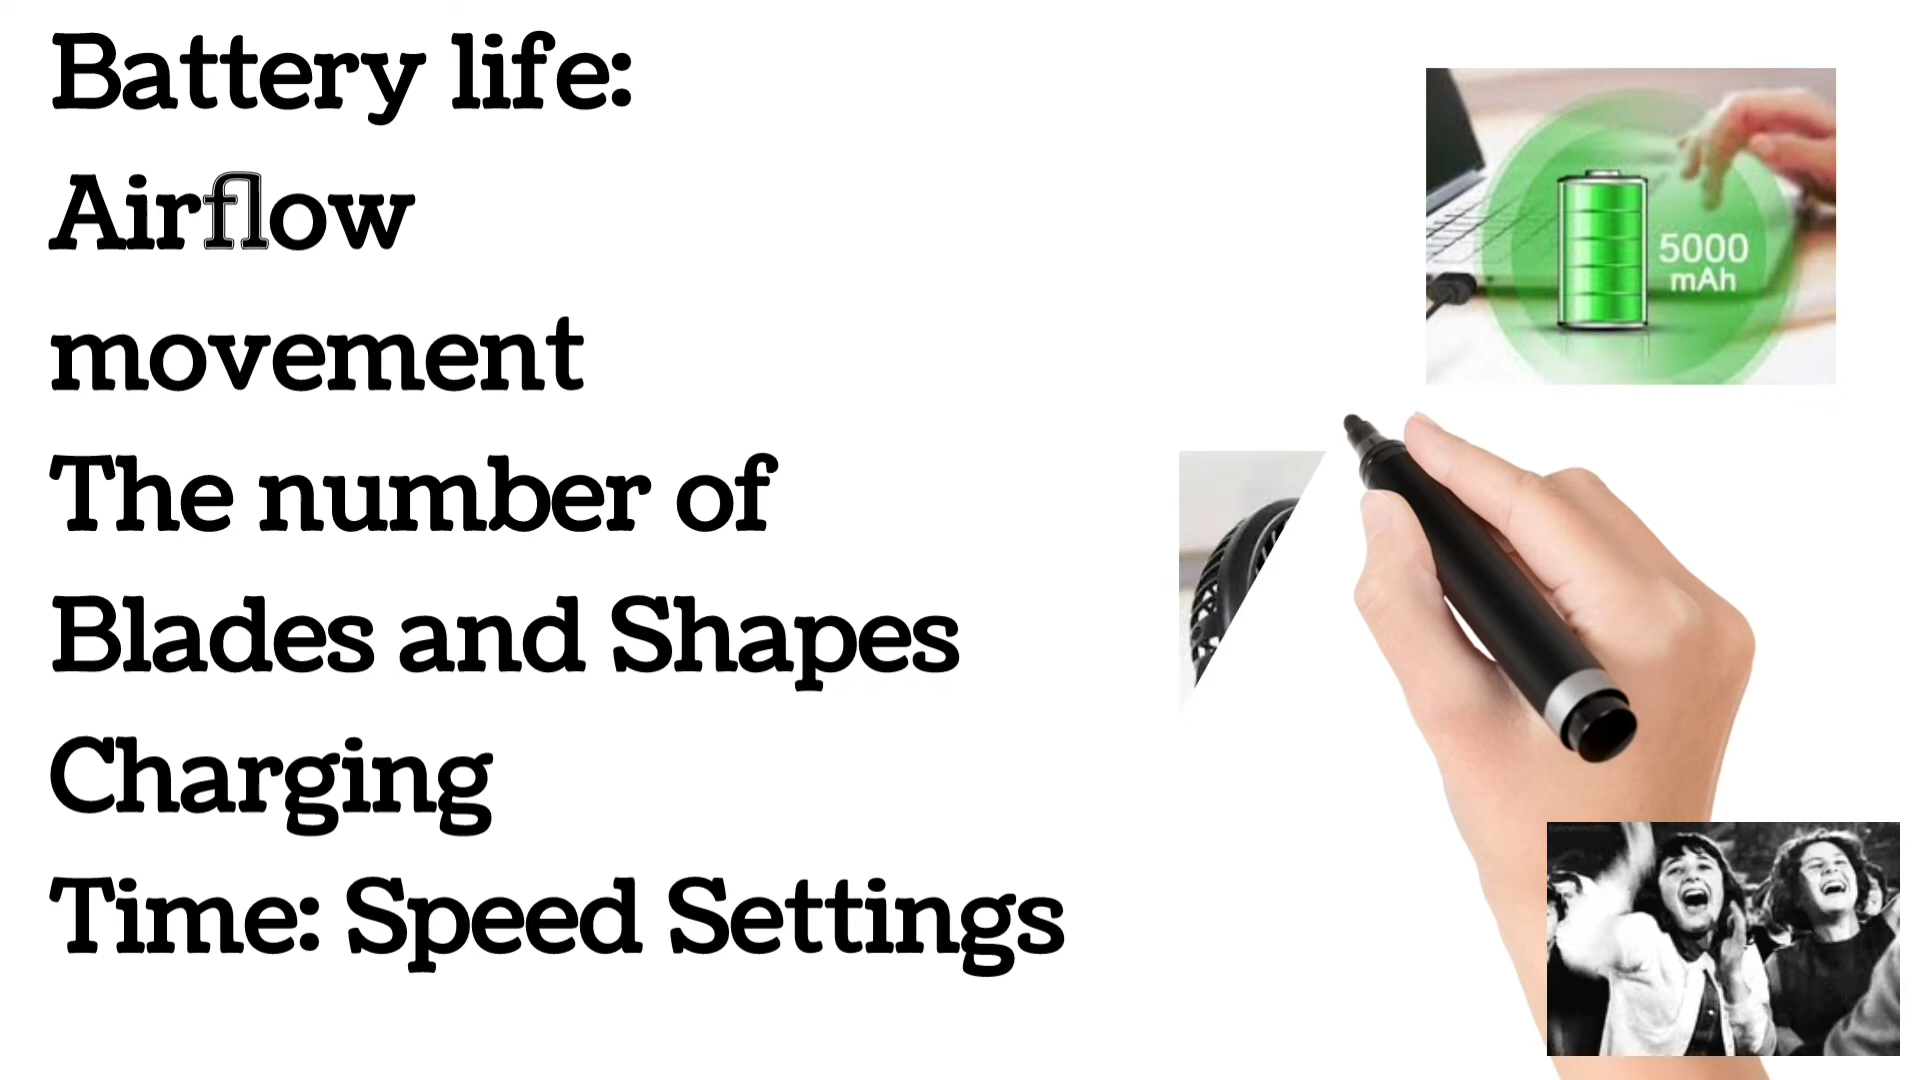 Battery life:
Airflow
movement
The number of
Blades and Shapes
Charging
Time: Speed Settings
5000
mAh